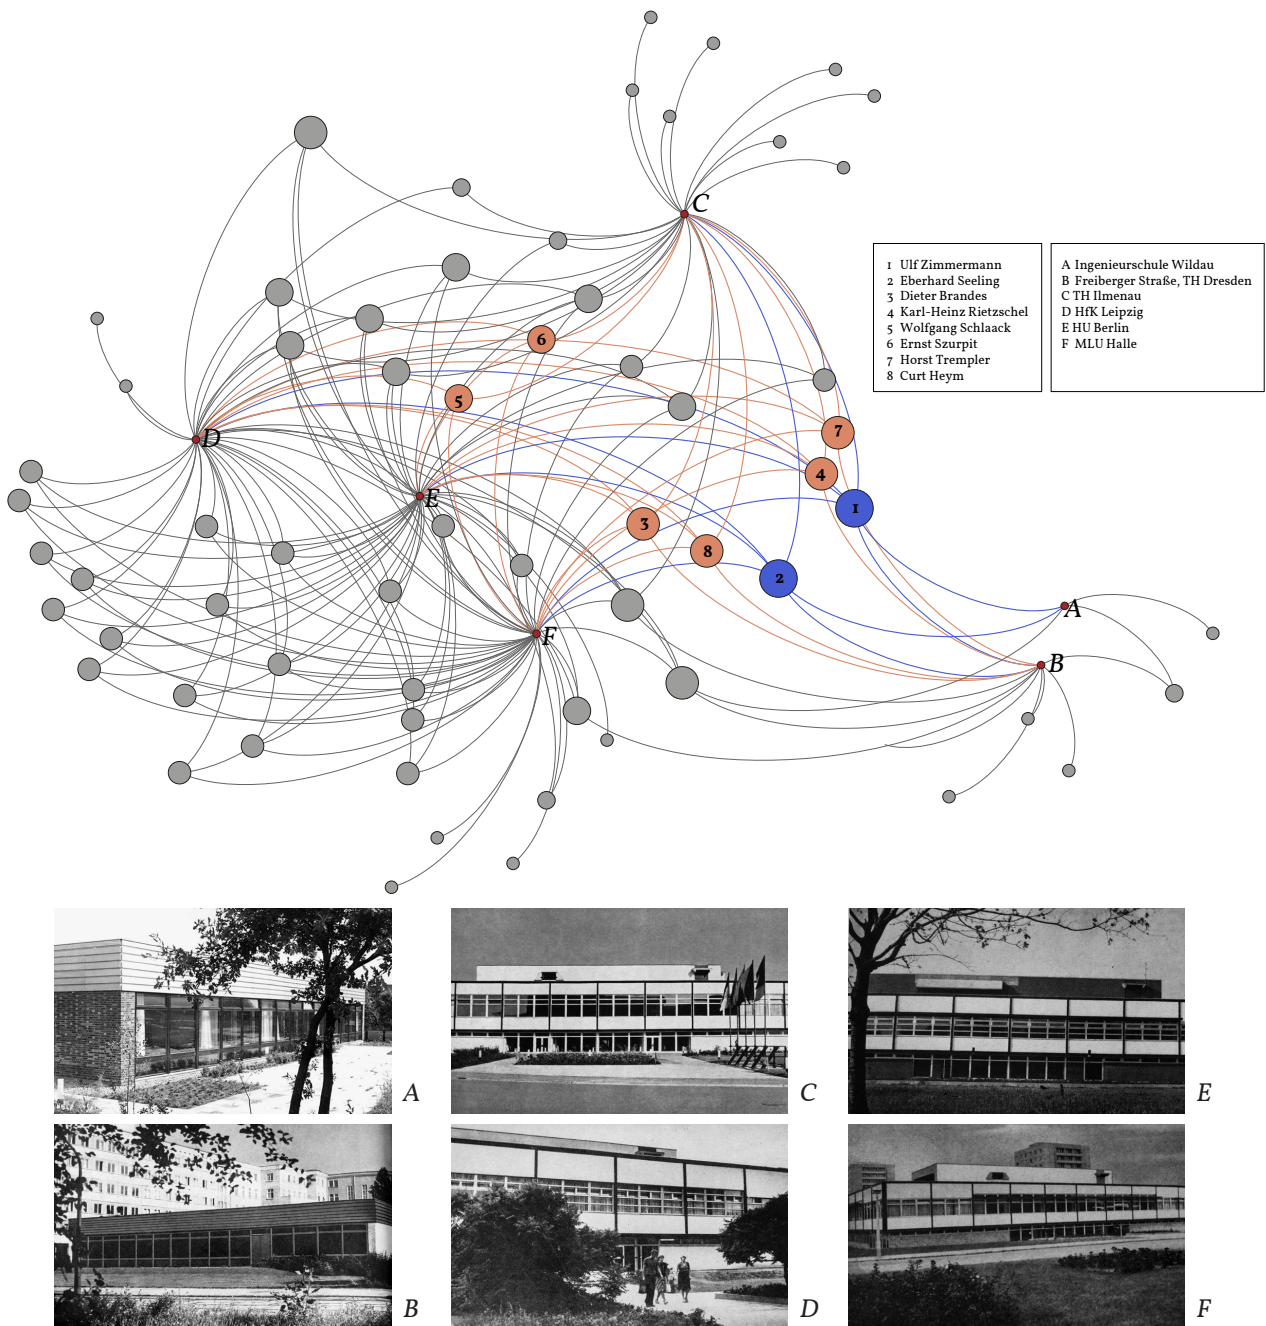 C
1 Ulf Zimmermann
2 Eberhard Seeling
3 Dieter Brandes
4 Karl-Heinz Rietzschel
5 Wolfgang Schlaack
6 Ernst Szurpit
7 Horst Trempler
8 Curt Heym
A Ingenieurschule Wildau
B Freiberger Straße, TH Dresden
C TH Ilmenau
D HfK Leipzig
E HU Berlin
F MLU Halle
6
5
7
D
4
E
1
3
8
2
A
F
B
A
C
E
B
D
F